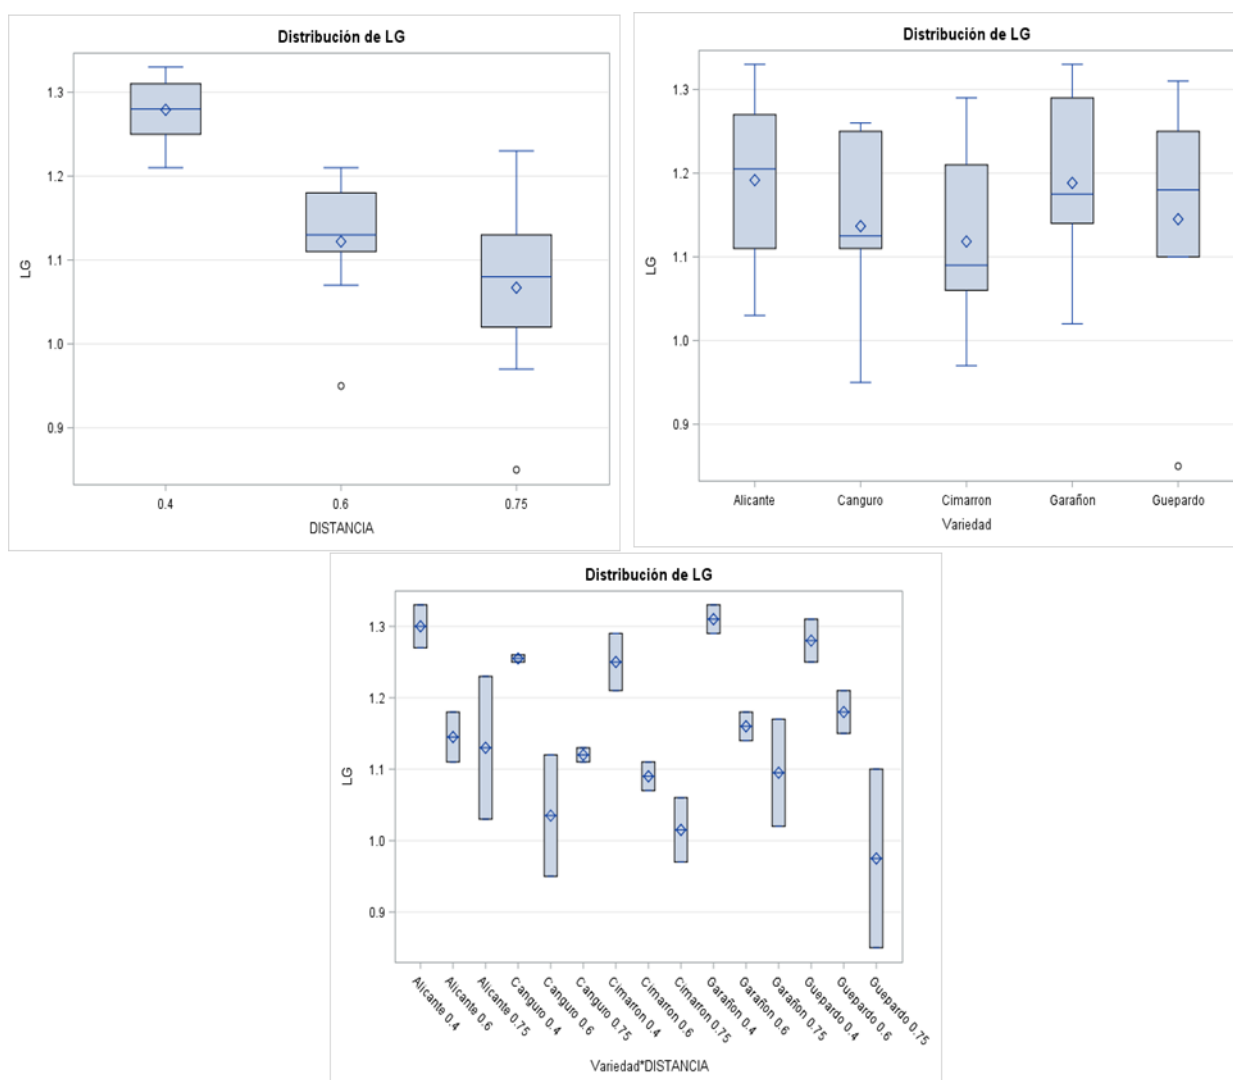 Distribución de LG
1.3
1.2
1.1
1.0
0.9
LG
0.4 0.6 0.75
DISTANCIA
Distribución de LG
1.3
1.2
1.1
1.0
0.9
LG
Alicante Canguro Cimarron Garañon Guepardo
Variedad
Distribución de LG
1.3
1.2
1.1
1.0
0.9
LG
Alicante 0.4
Alicante 0.6
Alicante 0.75
Canguro 0.4
Canguro 0.6
Canguro 0.75
Cimarron 0.4
Cimarron 0.6
Cimarron 0.75
Garañon 0.4
Garañon 0.6
Garañon 0.75
Guepardo 0.4
Guepardo 0.6
Guepardo 0.75
Variedad*DISTANCIA